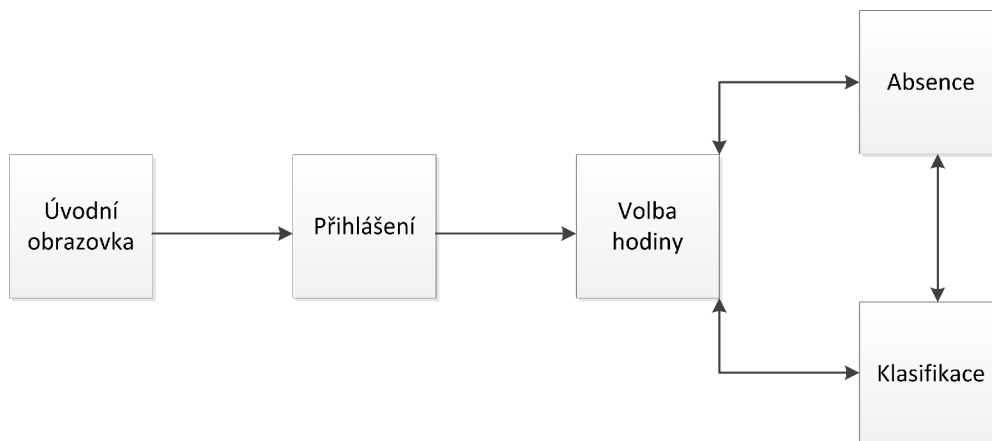 Úvodní
obrazovka
Přihlášení
Volba
hodiny
Absence
Klasifikace